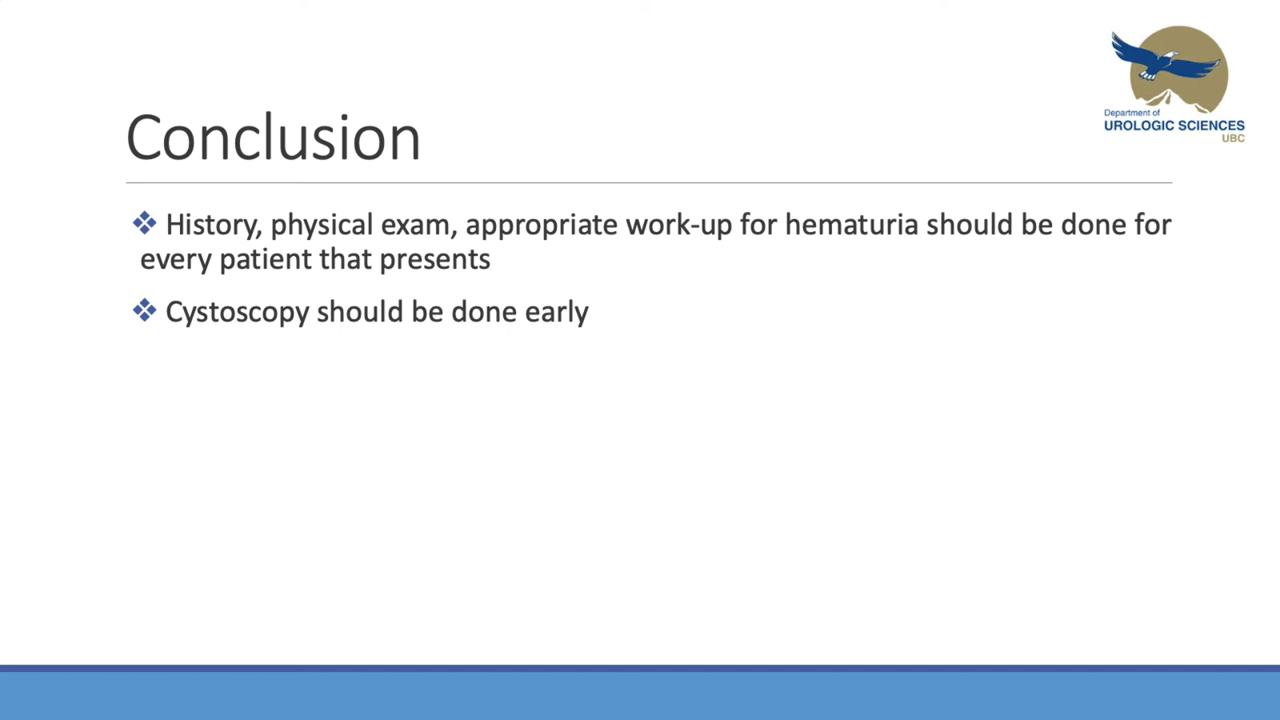 Department of
UROLOGIC SCIENCES
UBC
Conclusion
❖ History, physical exam, appropriate work-up for hematuria should be done for
every patient that presents
❖ Cystoscopy should be done early